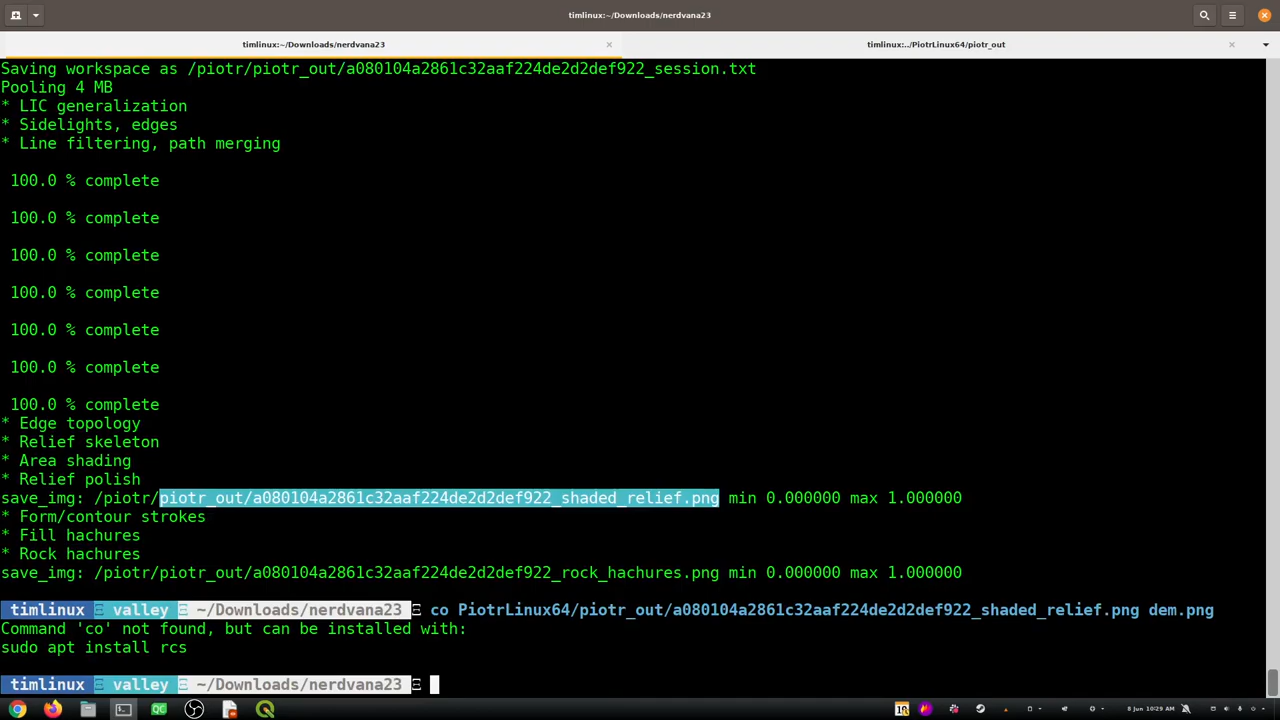 timlinux:~/Downloads/nerdvana23
timlinux:~/Downloads/nerdvana23
timlinux:../PiotrLinux64/piotr_out
Saving workspace as /piotr/piotr_out/a080104a2861c32aaf224de2d2def922_session.txt
Pooling 4 MB
* LIC generalization
* Sidelights, edges
* Line filtering, path merging
100.0 % complete
100.0 % complete
100.0 % complete
100.0 % complete
100.0 % complete
100.0 % complete
100.0 % complete
* Edge topology
* Relief skeleton
* Area shading
* Relief polish
save_img: /piotr/piotr_out/a080104a2861c32aaf224de2d2def922_shaded_relief.png min 0.000000 max 1.000000
* Form/contour strokes
* Fill hachures
* Rock hachures
save_img: /piotr/piotr_out/a080104a2861c32aaf224de2d2def922_rock_hachures.png min 0.000000 max 1.000000
timlinux Ξ valley Ξ ~/Downloads/nerdvana23 Ξ co PiotrLinux64/piotr_out/a080104a2861c32aaf224de2d2def922_shaded_relief.png dem.png
Command 'co' not found, but can be installed with:
sudo apt install rcs
timlinux Ξ valley Ξ ~/Downloads/nerdvana23 Ξ
QC
8 Jun 10:29 AM